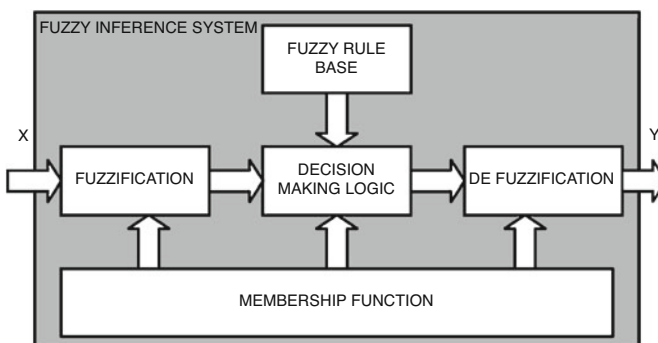 FUZZY INFERENCE SYSTEM
FUZZY RULE
BASE
X
Y
FUZZIFICATION
DECISION
MAKING LOGIC
DE FUZZIFICATION
MEMBERSHIP FUNCTION